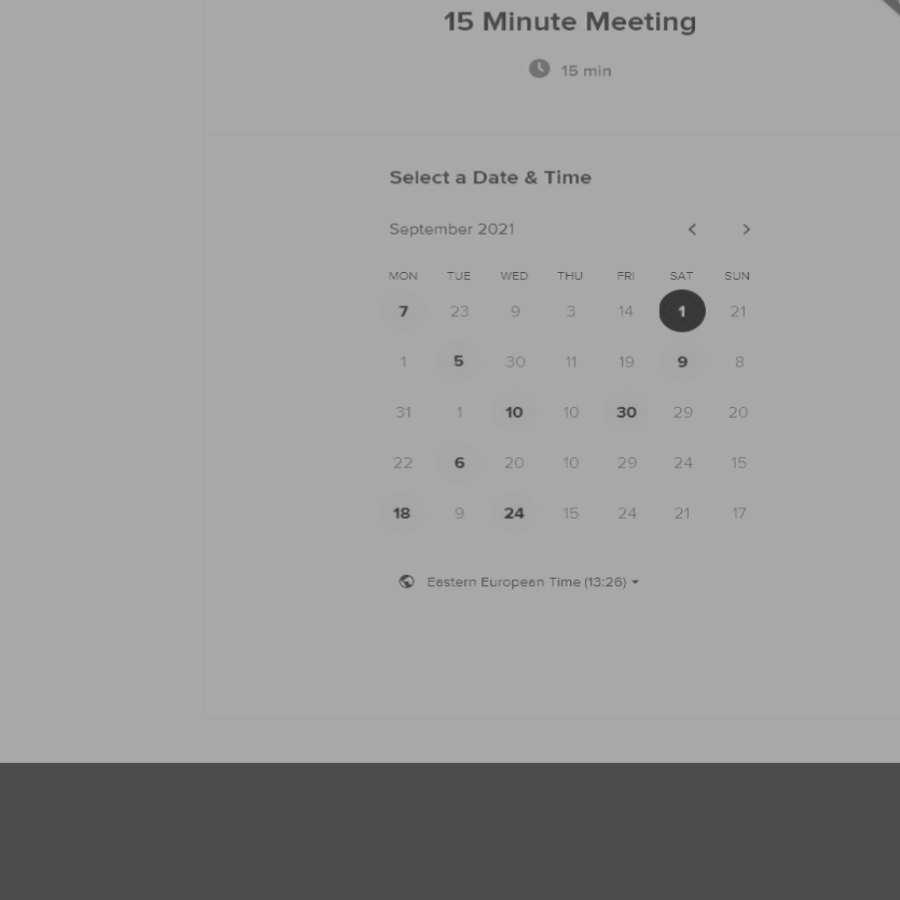 15 Minute Meeting
15 min
Select a Date & Time
September 2021
MON TUE WED THU FRI SAT SUN
7 23 9 3 14 1 21
1 5 30 11 19 9 8
31 1 10 10 30 29 20
22 6 20 10 29 24 15
18 9 24 15 24 21 17
Eastern European Time (13:26)